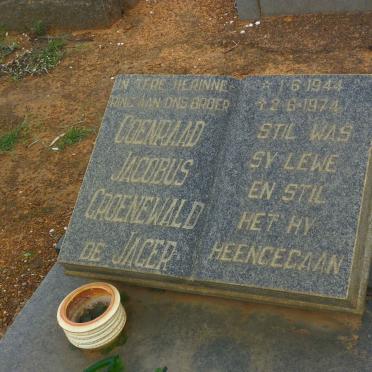 IN TERE HERINNE-
RING AAN ONS BROER
COENRAAD
JACOBUS
GROENEWALD
DE JAGER
* 1-6-1944
† 2-6-1974
STIL WAS
SY LEWE
EN STIL
HET HY
HEENGEGAAN